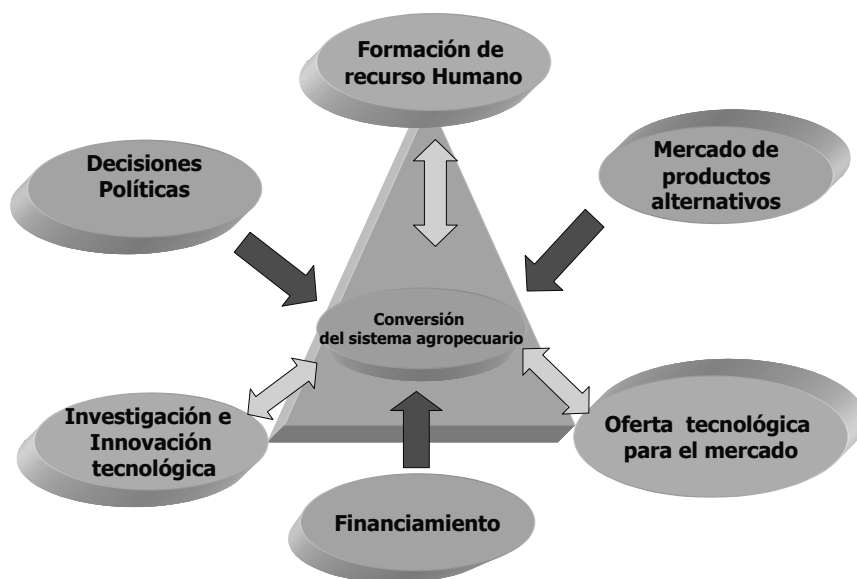 Formación de
recurso Humano
Decisiones
Políticas
Mercado de
productos
alternativos
Conversión
del sistema agropecuario
Investigación e
Innovación
tecnológica
Oferta tecnológica
para el mercado
Financiamiento